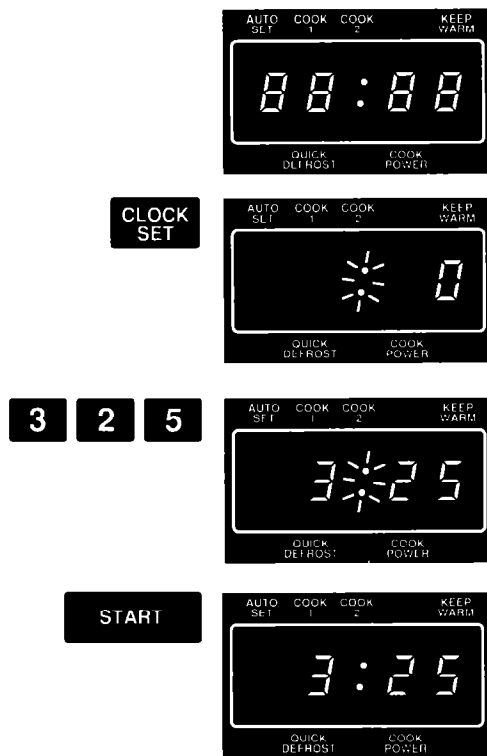 AUTO COOK COOK KEEP
SET 1 2 WARM
88:88
QUICK COOK
DEFROST POWER
CLOCK
SET
AUTO COOK COOK KEEP
SET 1 2 WARM
: 0
QUICK COOK
DEFROST POWER
3 2 5
AUTO COOK COOK KEEP
SET 1 2 WARM
3:25
QUICK COOK
DEFROST POWER
START
AUTO COOK COOK KEEP
SET 1 2 WARM
3:25
QUICK COOK
DEFROST POWER